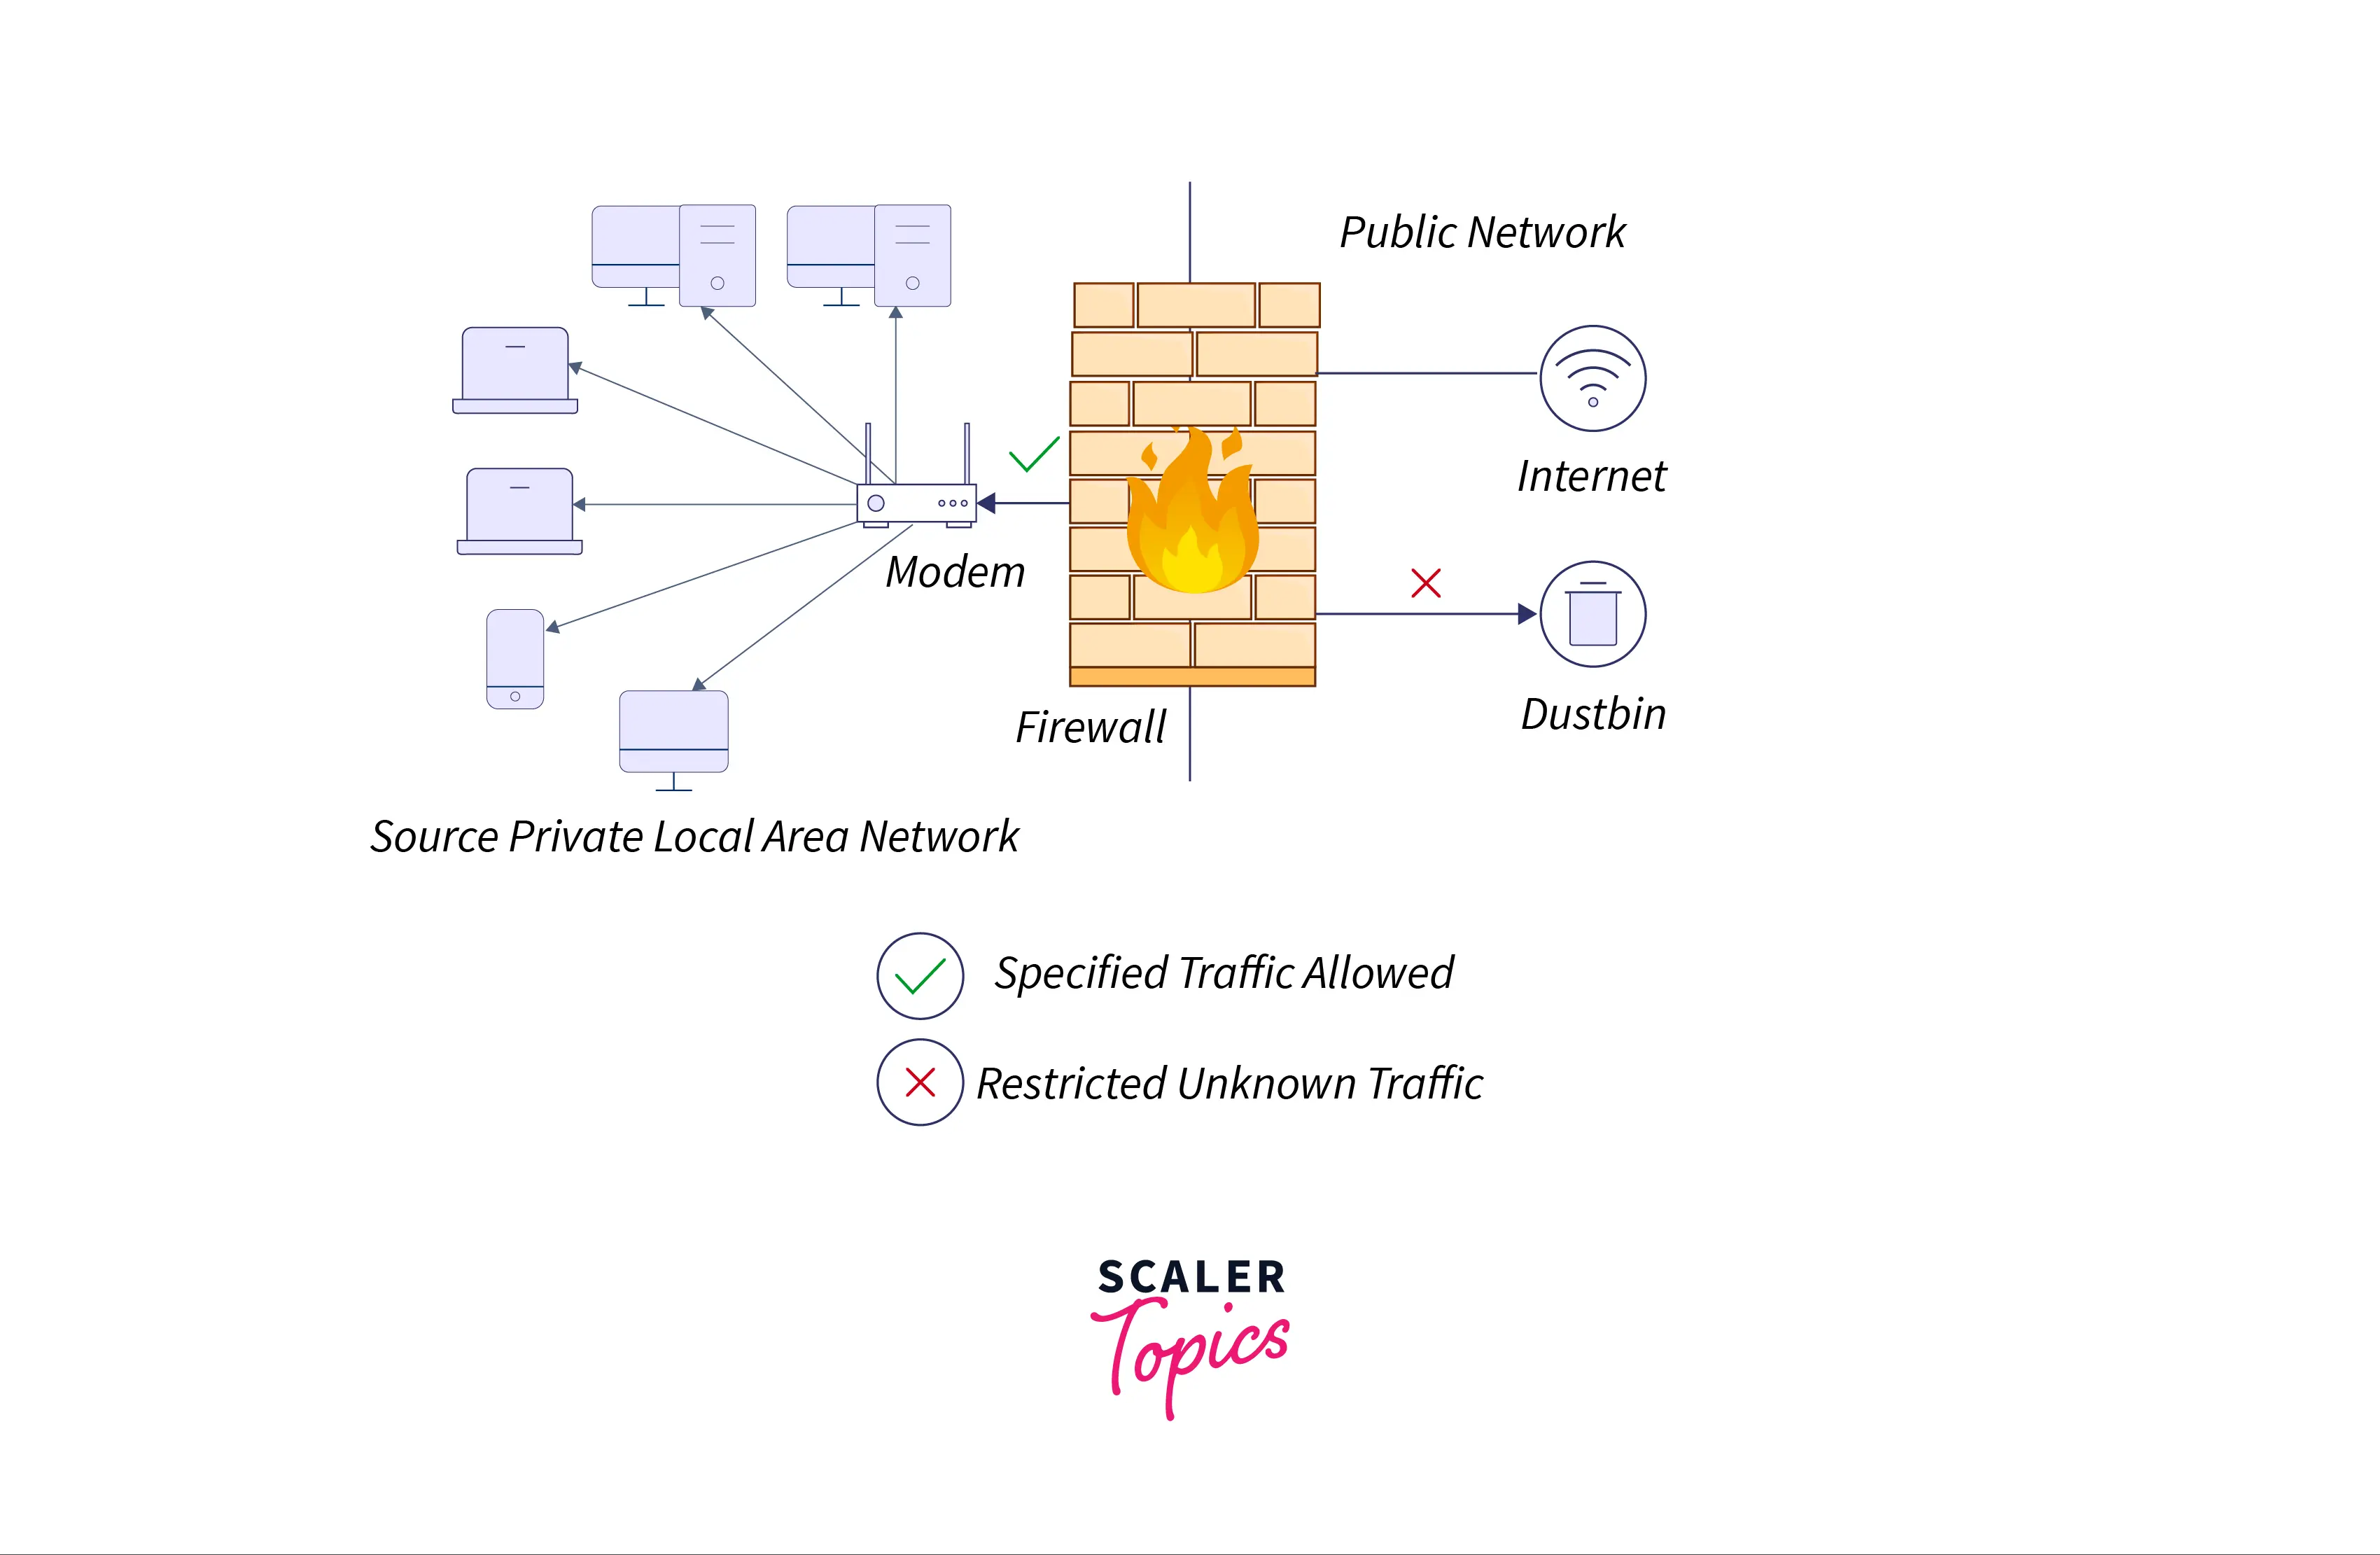 Public Network
Internet
Modem
Firewall
Dustbin
Source Private Local Area Network
Specified Traffic Allowed
Restricted Unknown Traffic
SCALER
Topics